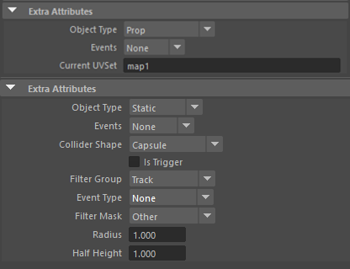 Extra Attributes
Object Type Prop
Events None
Current UVSet map1
Extra Attributes
Object Type Static
Events None
Collider Shape Capsule
Is Trigger
Filter Group Track
Event Type None
Filter Mask Other
Radius 1.000
Half Height 1.000